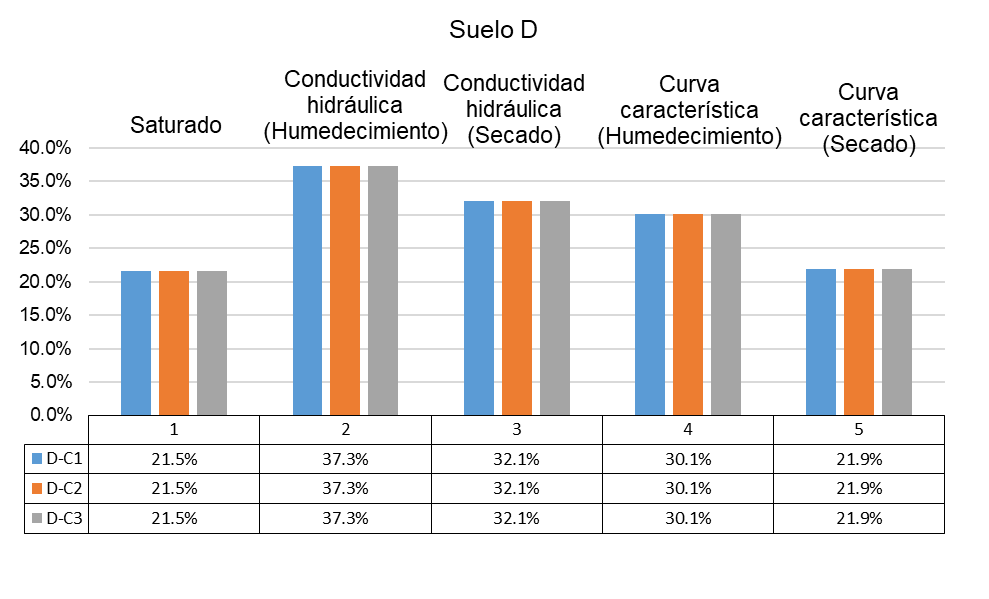 Suelo D
Saturado
Conductividad
hidráulica
(Humedecimiento)
Conductividad
hidráulica
(Secado)
Curva
característica
(Humedecimiento)
Curva
característica
(Secado)
40.0%
35.0%
30.0%
25.0%
20.0%
15.0%
10.0%
5.0%
0.0%
1 2 3 4 5
D-C1 21.5% 37.3% 32.1% 30.1% 21.9%
D-C2 21.5% 37.3% 32.1% 30.1% 21.9%
D-C3 21.5% 37.3% 32.1% 30.1% 21.9%